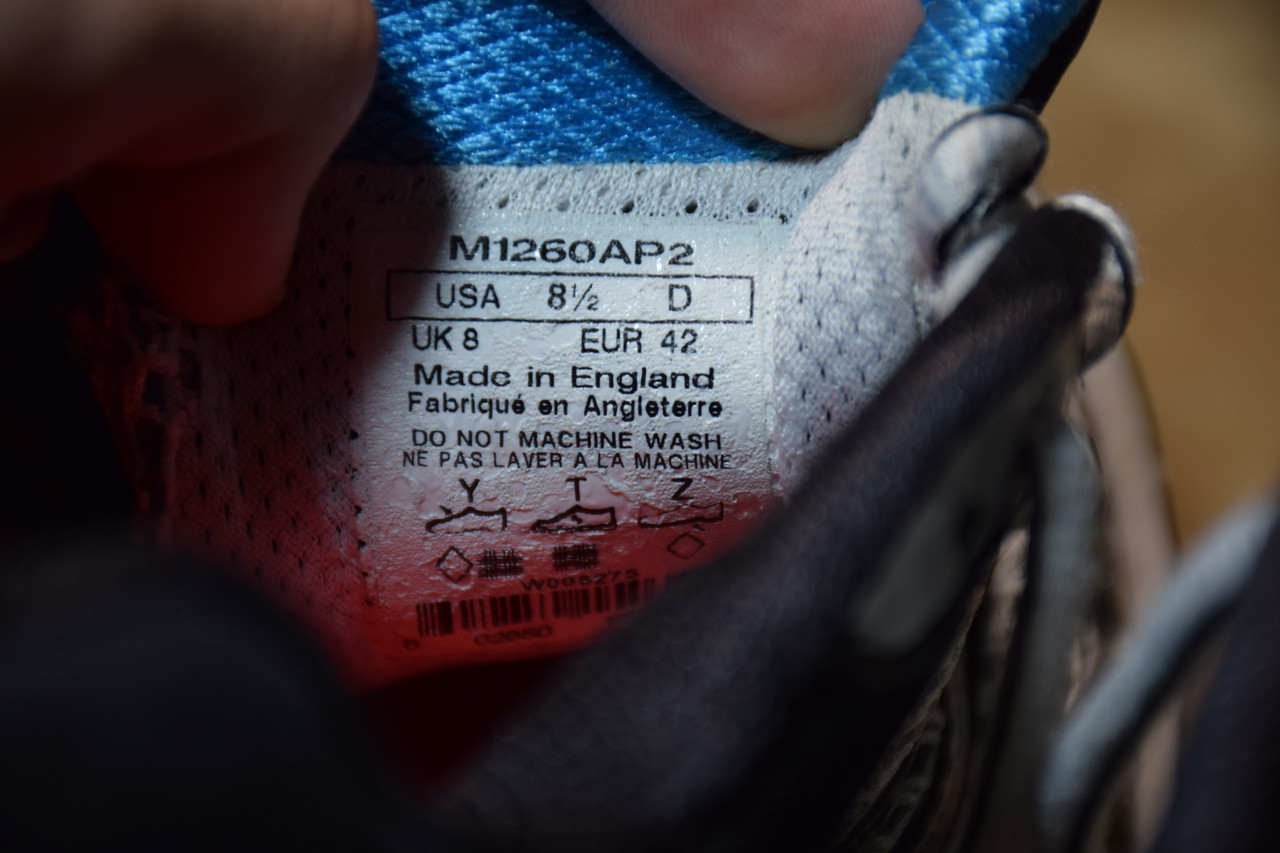 M1260AP2
USA 8½ D
UK 8 EUR 42
Made in England
Fabriqué en Angleterre
DO NOT MACHINE WASH
NE PAS LAVER A LA MACHINE
Y T Z